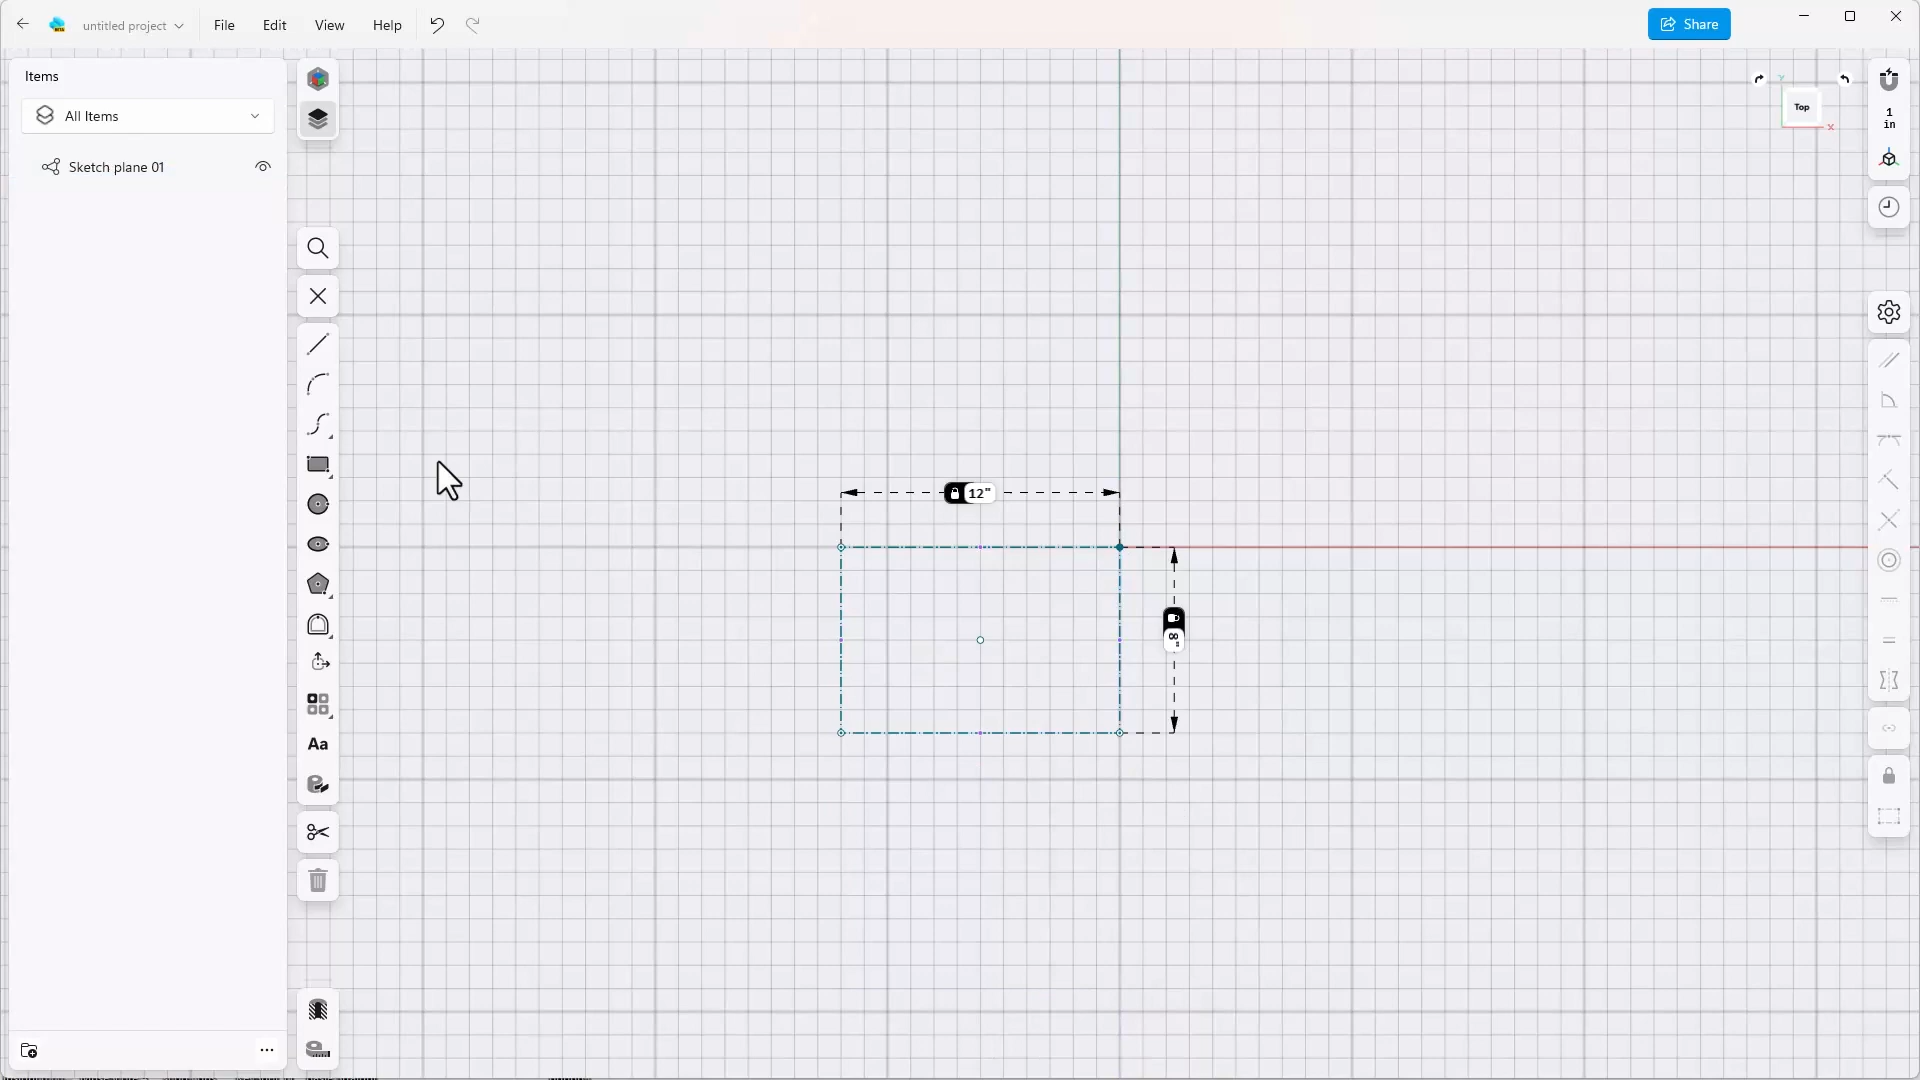 untitled project
File
Edit
View
Help
Share
Items
All Items
Sketch plane 01
Aa
12"
8"
Top
Y
X
1
in